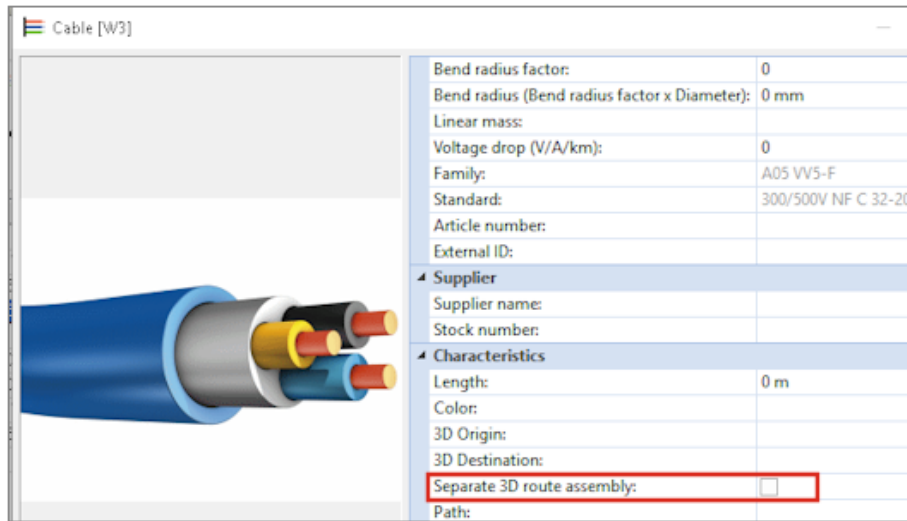 Cable [W3]
Bend radius factor: 0
Bend radius (Bend radius factor x Diameter): 0 mm
Linear mass:
Voltage drop (V/A/km): 0
Family: A05 VV5-F
Standard: 300/500V NF C 32-20
Article number:
External ID:
Supplier
Supplier name:
Stock number:
Characteristics
Length: 0 m
Color:
3D Origin:
3D Destination:
Separate 3D route assembly:
Path: